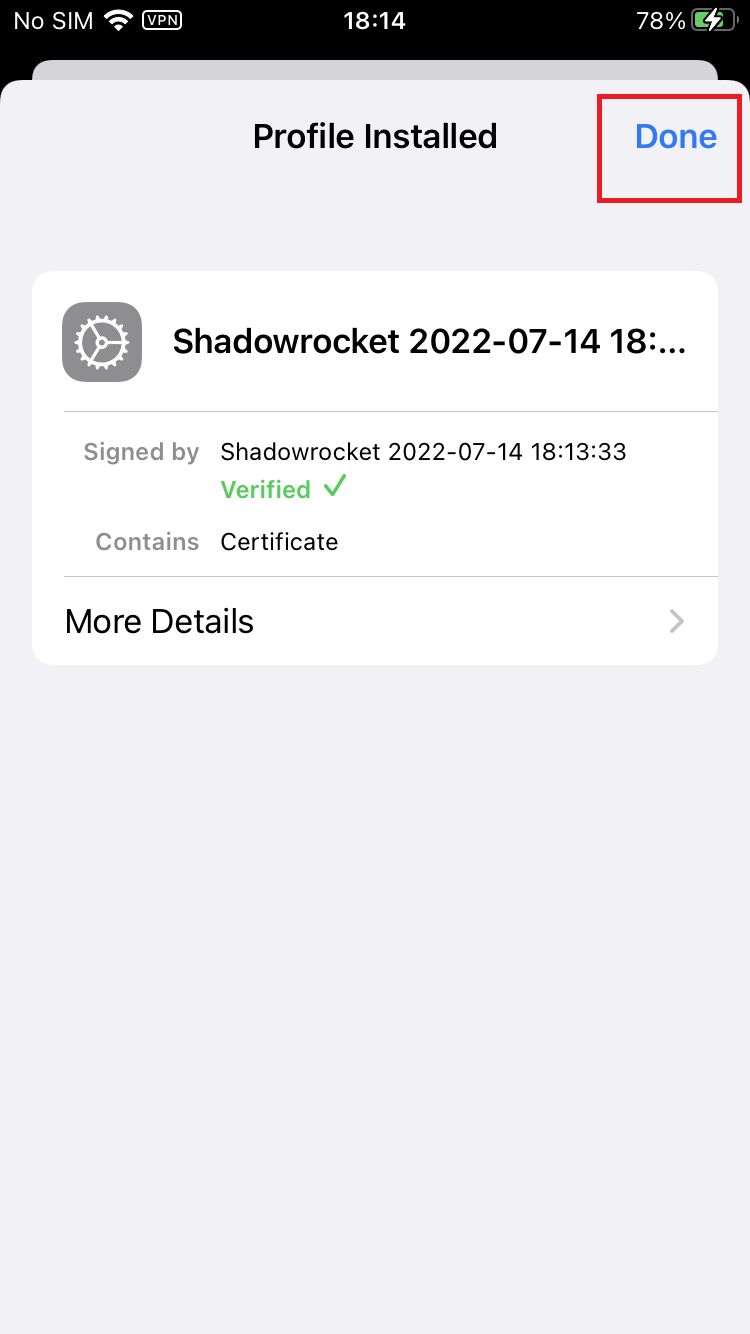 No SIM VPN 18:14 78%
Profile Installed Done
Shadowrocket 2022-07-14 18:...
Signed by Shadowrocket 2022-07-14 18:13:33
Verified ✓
Contains Certificate
More Details